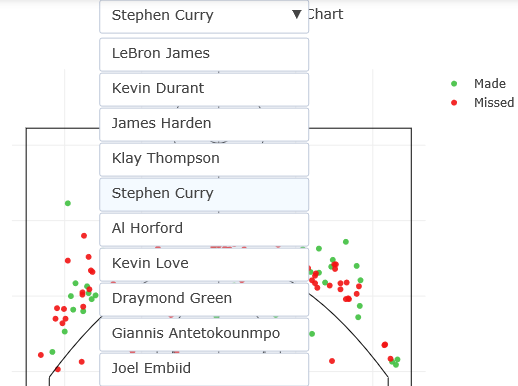 Stephen Curry ▼ Chart
LeBron James
Kevin Durant
James Harden
Klay Thompson
Stephen Curry
Al Horford
Kevin Love
Draymond Green
Giannis Antetokounmpo
Joel Embiid
Made
Missed